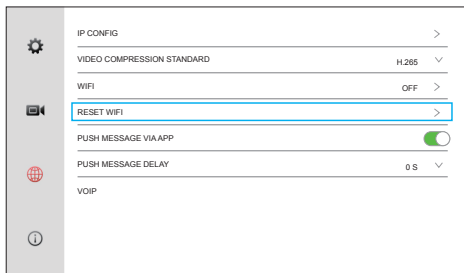 IP CONFIG
VIDEO COMPRESSION STANDARD H.265
WIFI OFF
RESET WIFI
PUSH MESSAGE VIA APP
PUSH MESSAGE DELAY 0 S
VOIP